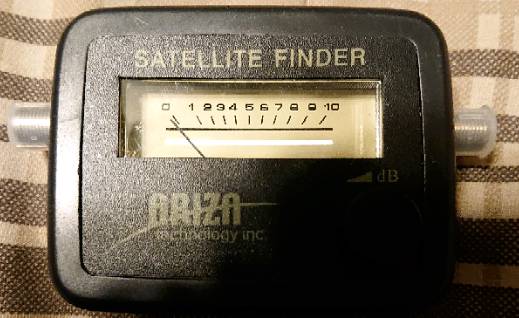 SATELLITE FINDER
0 1 2 3 4 5 6 7 8 9 10
dB
ARIZA
technology inc